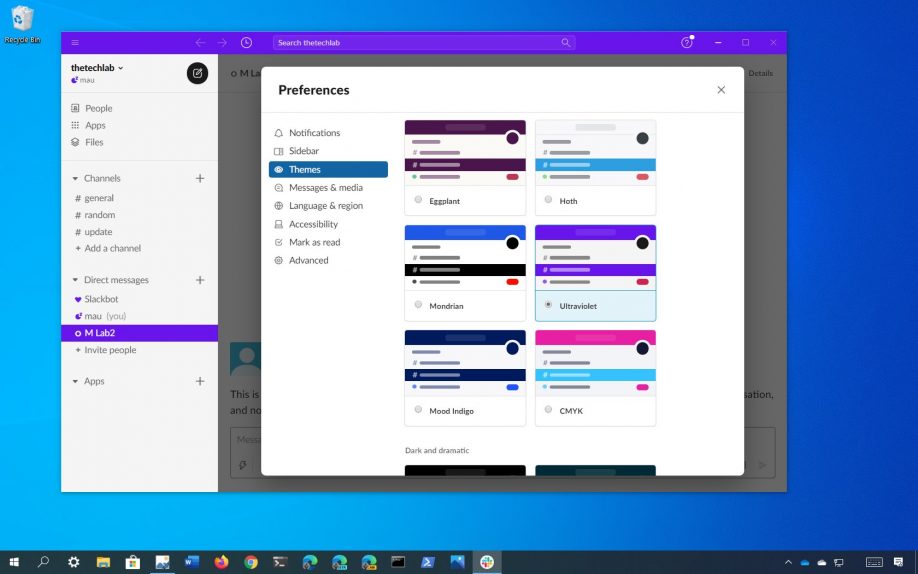 Recycle Bin
Search thetechlab
thetechlab
mau
People
Apps
Files
Channels
# general
# random
# update
+ Add a channel
Direct messages
Slackbot
mau (you)
M Lab2
+ Invite people
Apps
M La
Details
This is
and no
Messa
sation,
Preferences
Notifications
Sidebar
Themes
Messages & media
Language & region
Accessibility
Mark as read
Advanced
Eggplant
Hoth
Mondrian
Ultraviolet
Mood Indigo
CMYK
Dark and dramatic